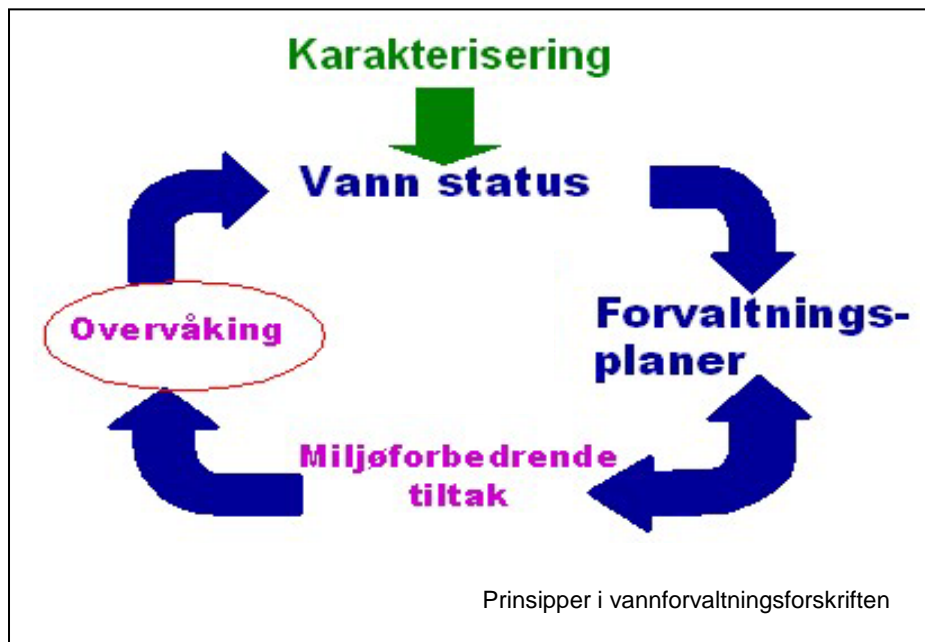 Karakterisering
Vann status
Overvåking
Forvaltnings-
planer
Miljøforbedrende
tiltak
Prinsipper i vannforvaltningsforskriften